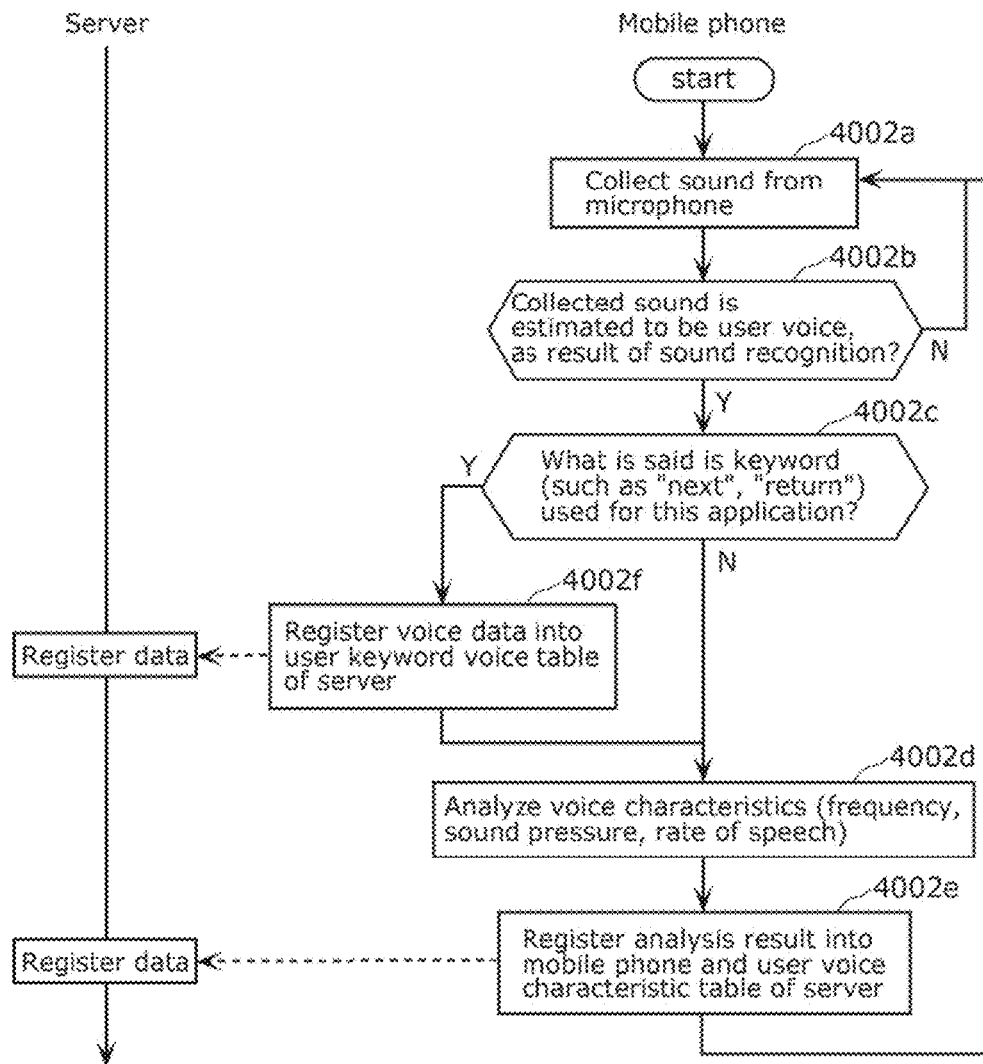 Server
Mobile phone
start
4002a
Collect sound from
microphone
4002b
Collected sound is
estimated to be user voice,
as result of sound recognition?
N
Y
4002c
Y
What is said is keyword
(such as "next", "return")
used for this application?
N
4002f
Register voice data into
user keyword voice table
of server
Register data
4002d
Analyze voice characteristics (frequency,
sound pressure, rate of speech)
4002e
Register analysis result into
mobile phone and user voice
characteristic table of server
Register data